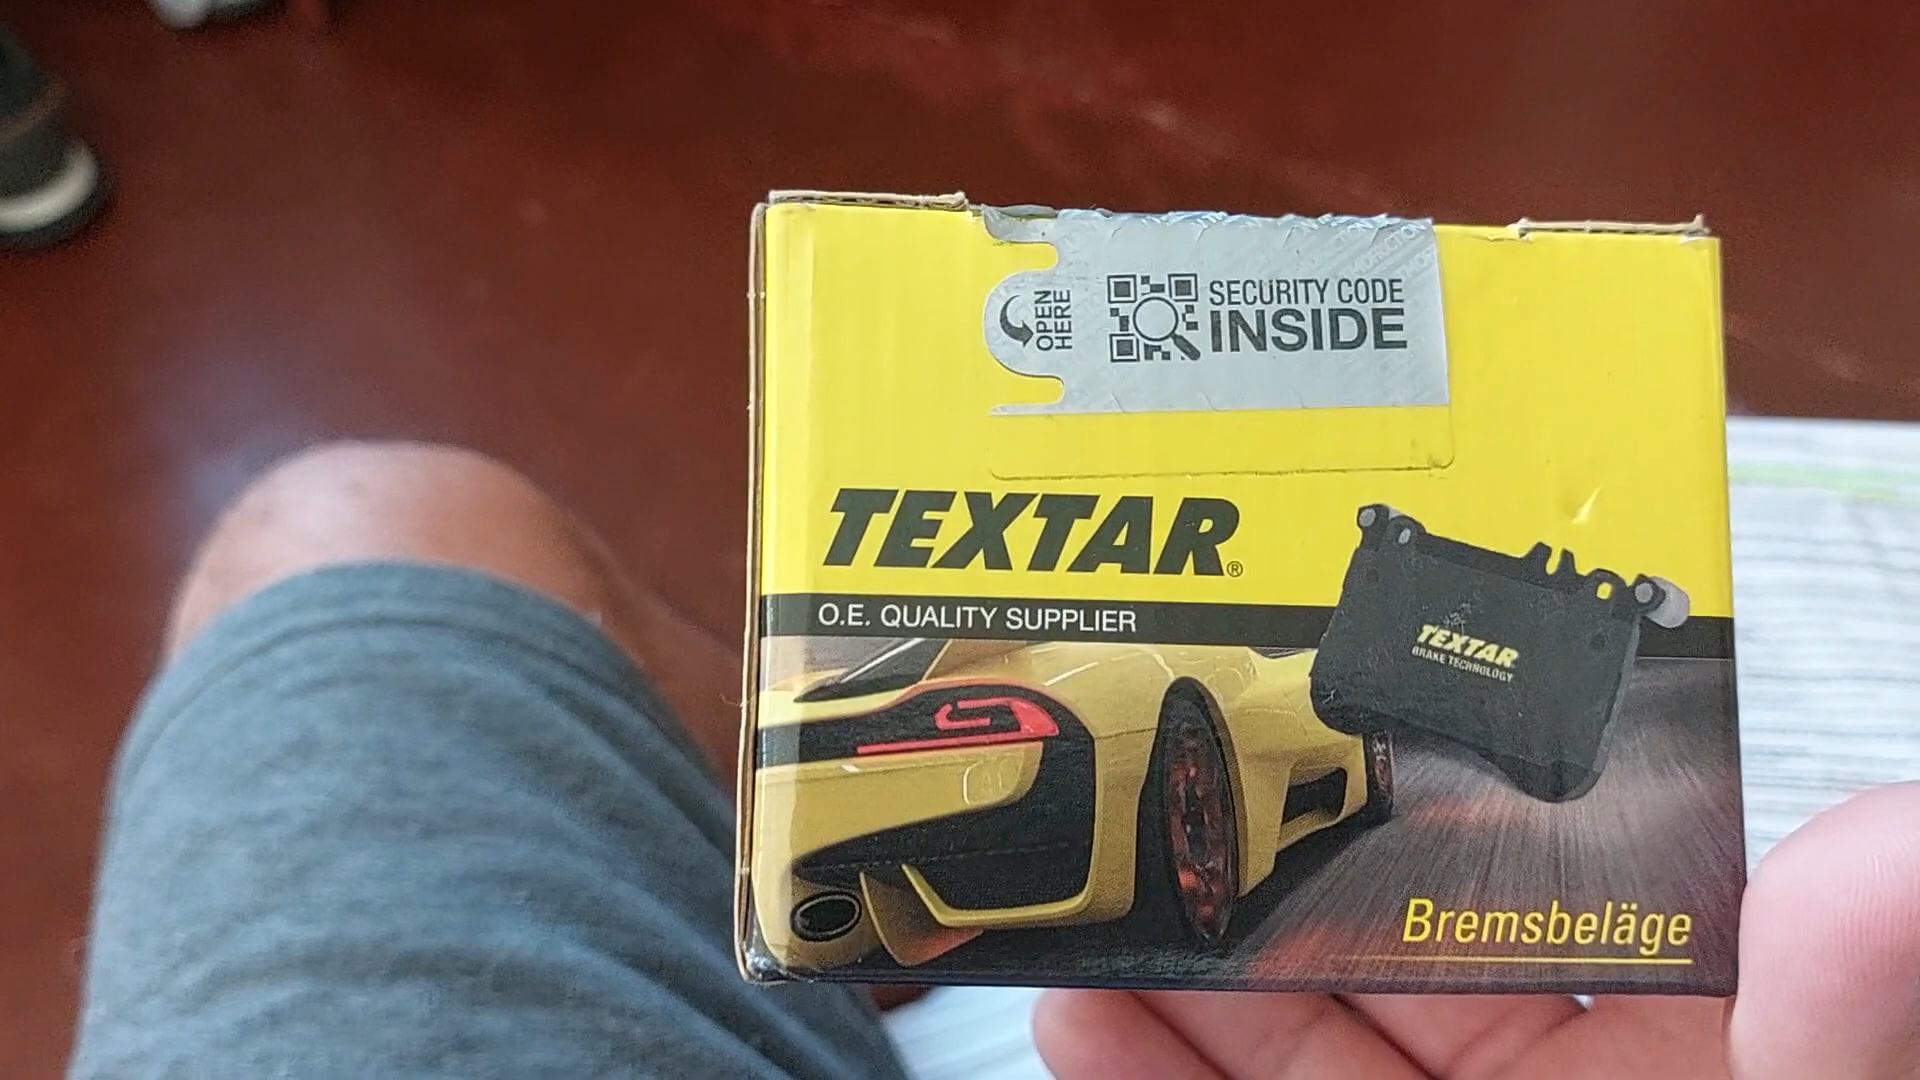 OPEN
HERE
SECURITY CODE
INSIDE
TEXTAR®
O.E. QUALITY SUPPLIER
TEXTAR
BRAKE TECHNOLOGY
Bremsbeläge